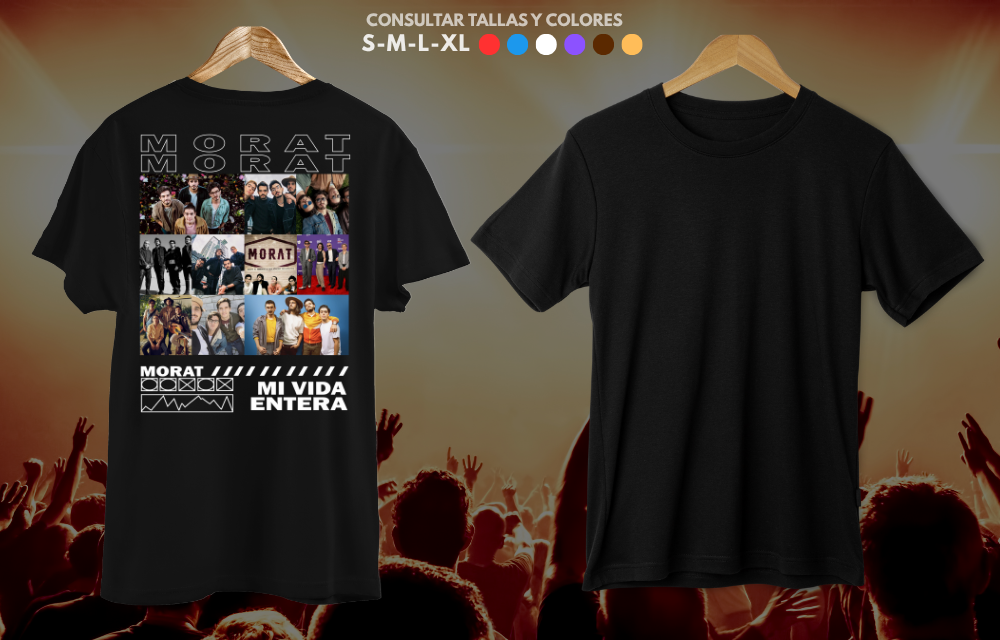 CONSULTAR TALLAS Y COLORES
S-M-L-XL
MORAT
MORAT
MORAT
MORAT
MI VIDA
ENTERA